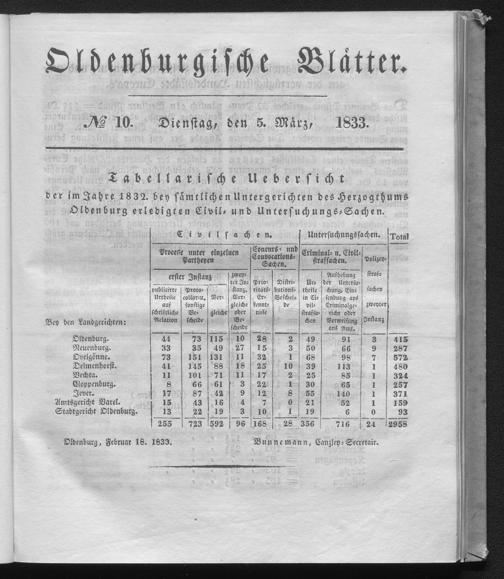 Oldenburgische Blätter.
№ 10. Dienstag, den 5. März, 1833.
Tabellarische Uebersicht
der im Jahre 1832. bey sämtlichen Untergerichten des Herzogthums
Oldenburg erledigten Civil- und Untersuchungs-Sachen.
Civilsachen. Untersuchungssachen. Total
Processe unter einzelnen Partheyen
Concurs- und Convocations-Sachen.
Criminal- u. Civilstrafsachen.
Polizeystrafsachen zweyter Instanz
erster Instanz
publicirte Urtheile auf schriftliche Relation
Protocollarut. sonstige Bescheide
Vergleiche
zweyter Instanz. Vergleiche oder Bescheide
Prioritäts-Erkenntnisse
Distributions-Bescheide
Urtheile in Civilstrafsachen
Aufhebung der Untersuchung Einsendung ans Criminalgericht oder Verweisung ans Amt.
Bey den Landgerichten:
Oldenburg. 44 73 115 10 28 2 49 91 3 415
Neuenburg. 33 35 49 27 15 3 50 66 9 287
Ovelgönne. 73 151 131 11 32 1 68 98 7 572
Delmenhorst. 41 145 88 18 25 10 39 113 1 480
Vechta. 11 101 71 11 17 2 25 85 1 324
Cloppenburg. 8 66 61 3 22 1 30 65 1 257
Jever. 17 87 42 9 12 8 55 140 1 371
Amtsgericht Varel. 15 43 16 4 7 0 21 52 1 159
Stadtgericht Oldenburg. 13 22 19 3 10 1 19 6 0 93
255 723 592 96 168 28 356 716 24 2958
Oldenburg, Februar 18. 1833. Bunnemann, Canzley-Secretair.